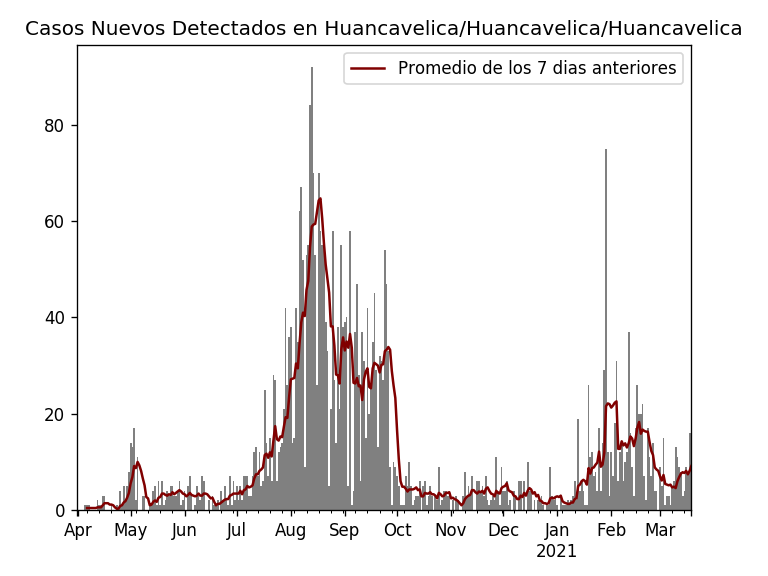 Casos Nuevos Detectados en Huancavelica/Huancavelica/Huancavelica
Promedio de los 7 dias anteriores
80
60
40
20
0
Apr May Jun Jul Aug Sep Oct Nov Dec Jan Feb Mar
2021